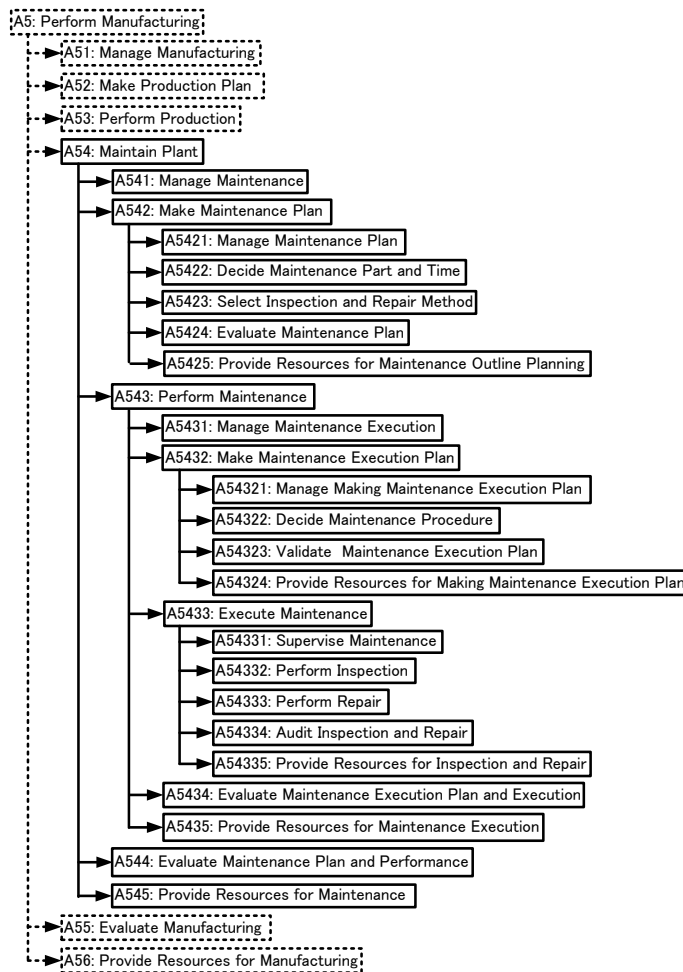 A5: Perform Manufacturing
A51: Manage Manufacturing
A52: Make Production Plan
A53: Perform Production
A54: Maintain Plant
A541: Manage Maintenance
A542: Make Maintenance Plan
A5421: Manage Maintenance Plan
A5422: Decide Maintenance Part and Time
A5423: Select Inspection and Repair Method
A5424: Evaluate Maintenance Plan
A5425: Provide Resources for Maintenance Outline Planning
A543: Perform Maintenance
A5431: Manage Maintenance Execution
A5432: Make Maintenance Execution Plan
A54321: Manage Making Maintenance Execution Plan
A54322: Decide Maintenance Procedure
A54323: Validate Maintenance Execution Plan
A54324: Provide Resources for Making Maintenance Execution Plan
A5433: Execute Maintenance
A54331: Supervise Maintenance
A54332: Perform Inspection
A54333: Perform Repair
A54334: Audit Inspection and Repair
A54335: Provide Resources for Inspection and Repair
A5434: Evaluate Maintenance Execution Plan and Execution
A5435: Provide Resources for Maintenance Execution
A544: Evaluate Maintenance Plan and Performance
A545: Provide Resources for Maintenance
A55: Evaluate Manufacturing
A56: Provide Resources for Manufacturing